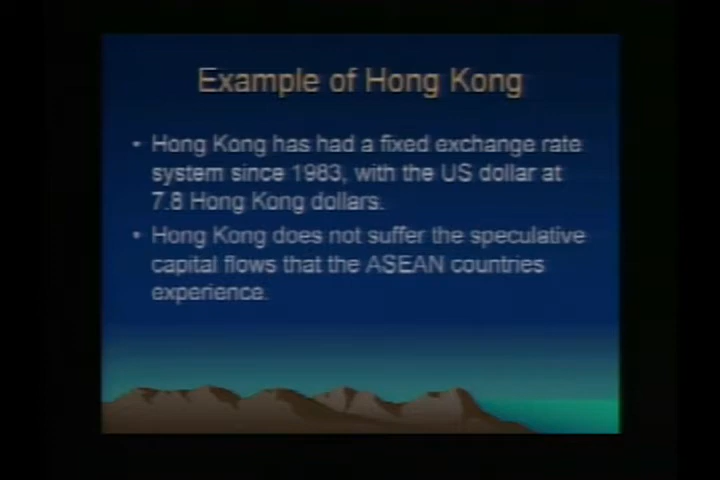 Example of Hong Kong
• Hong Kong has had a fixed exchange rate
system since 1983, with the US dollar at
7.8 Hong Kong dollars.
• Hong Kong does not suffer the speculative
capital flows that the ASEAN countries
experience.